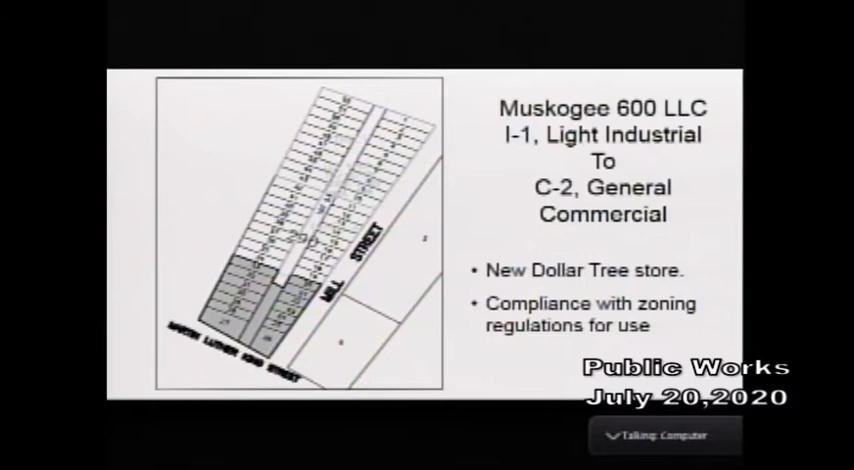 Muskogee 600 LLC
I-1, Light Industrial
To
C-2, General
Commercial
• New Dollar Tree store.
• Compliance with zoning
regulations for use
MILL STREET
MARTIN LUTHER KING STREET
Public Works
July 20,2020
Talking: Computer